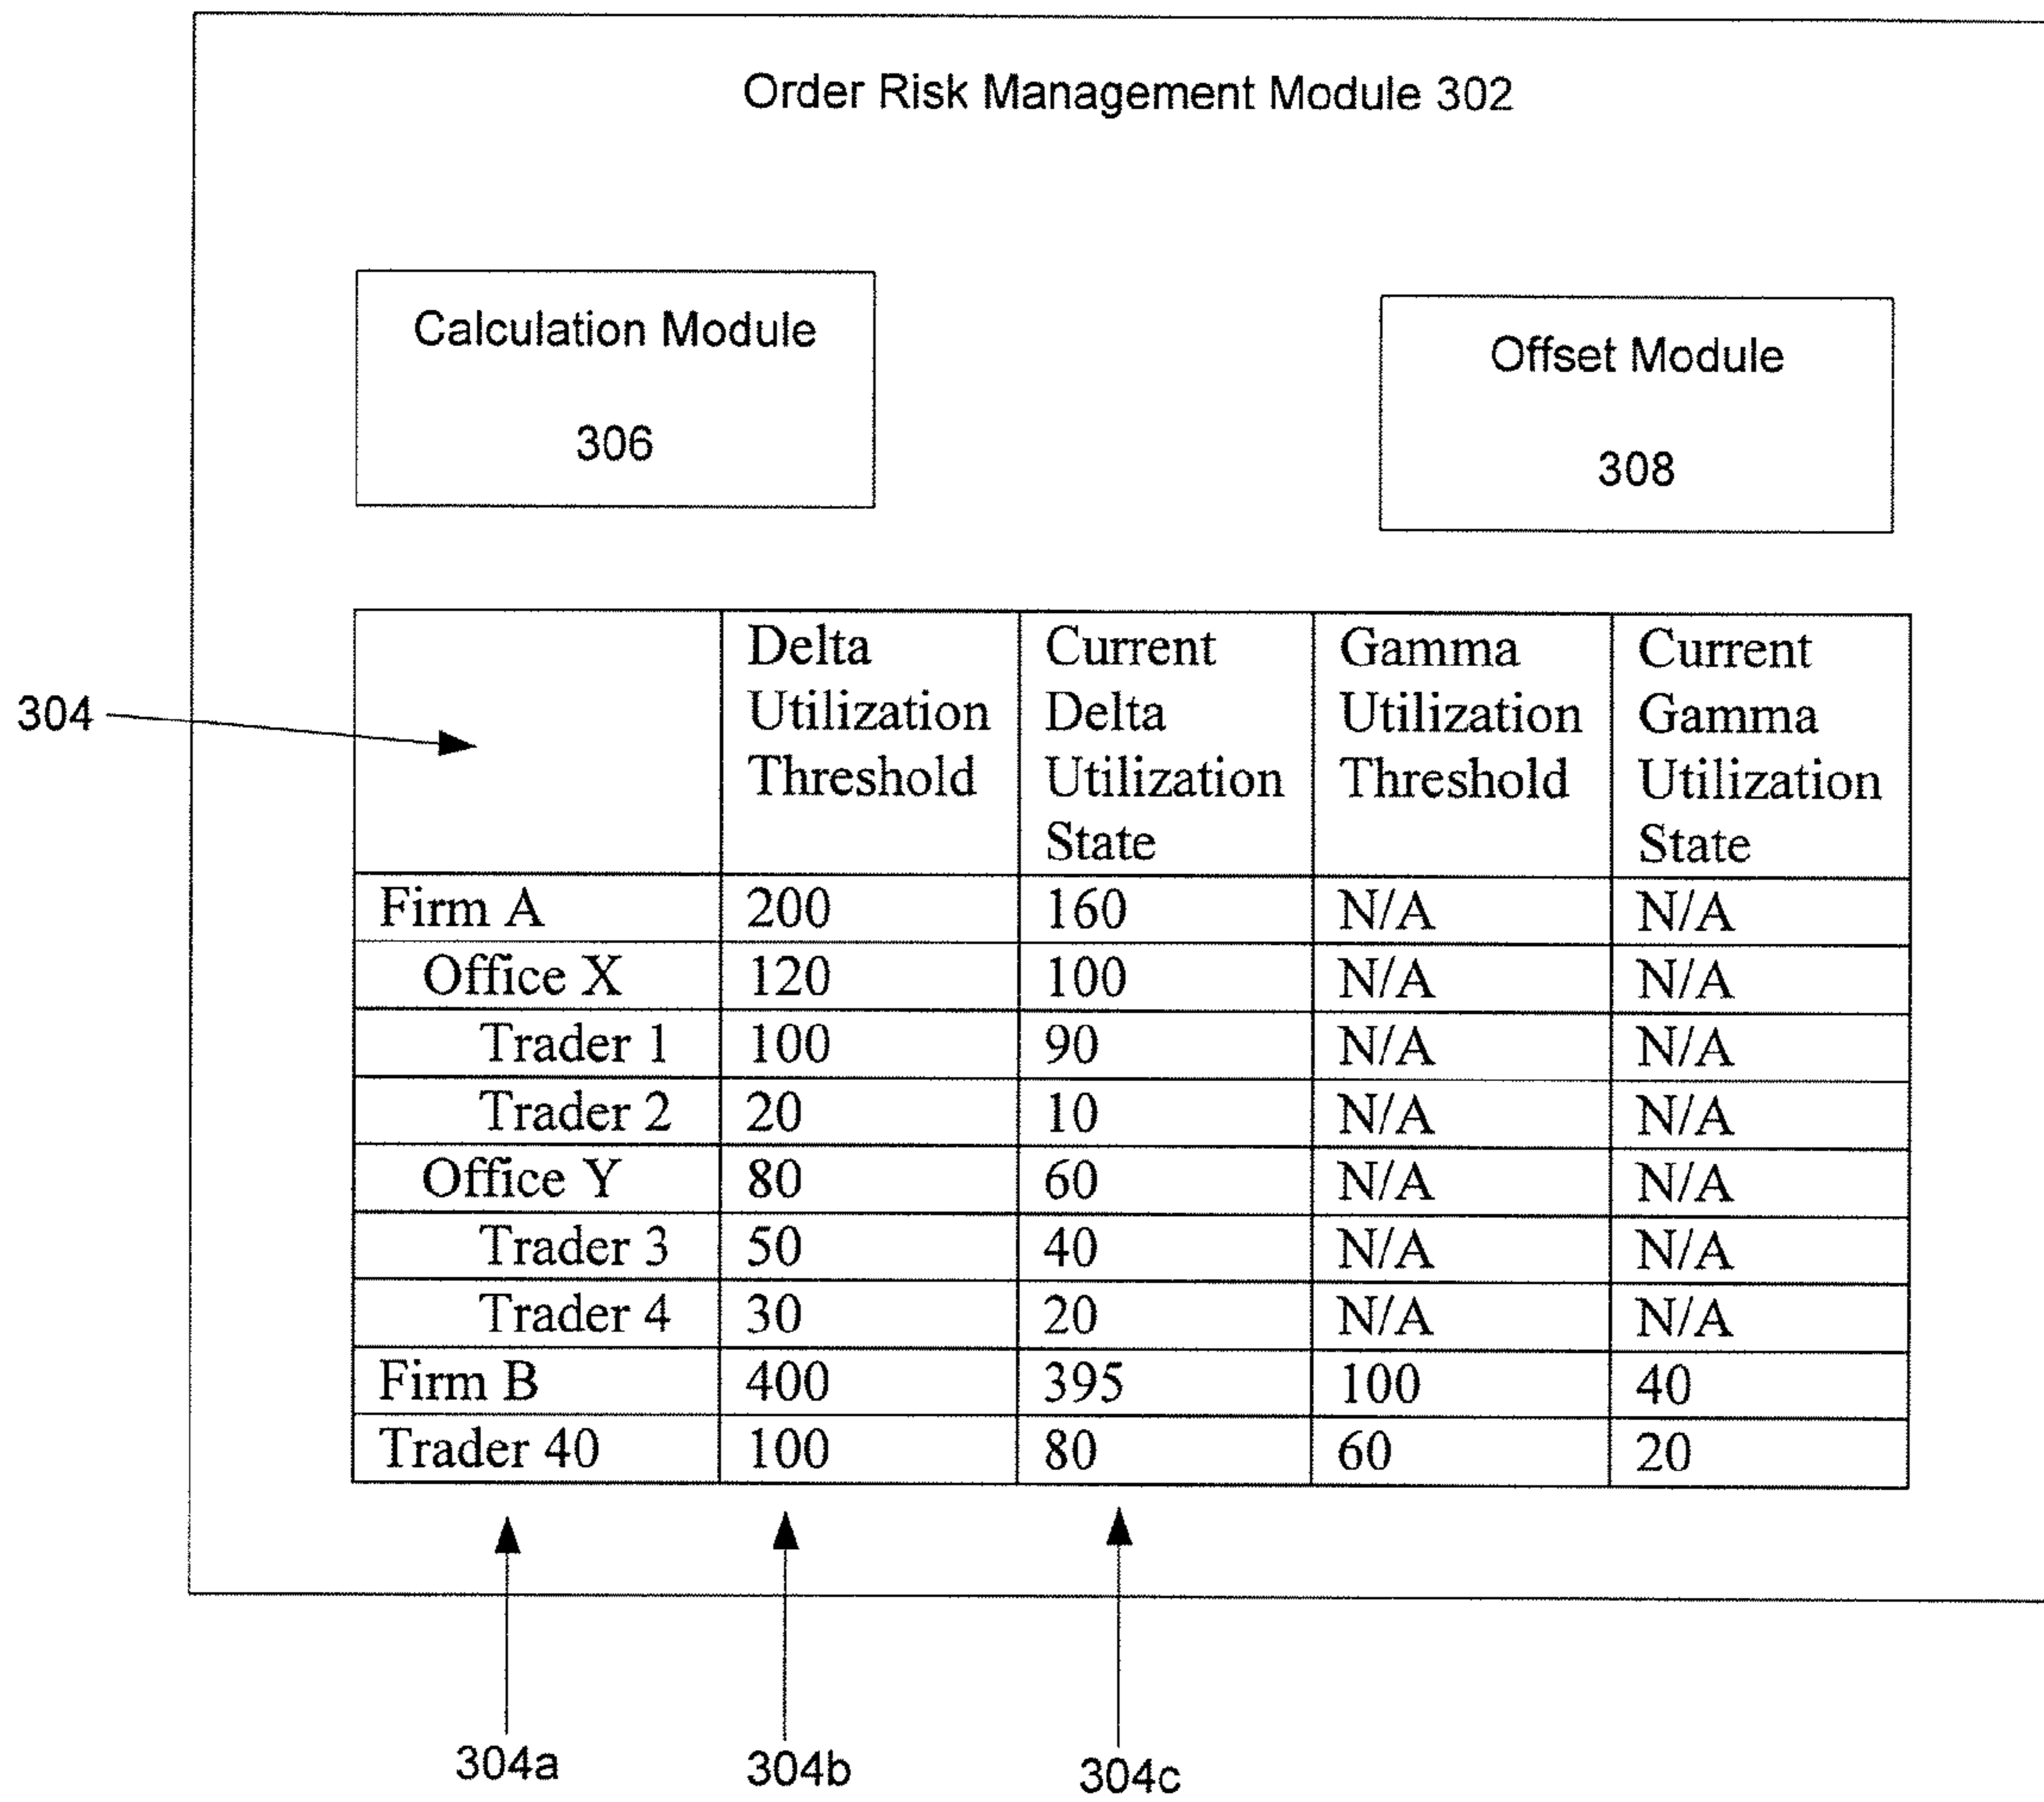 Order Risk Management Module 302
Calculation Module
306
Offset Module
308
304
Delta
Utilization
Threshold
Current
Delta
Utilization
State
Gamma
Utilization
Threshold
Current
Gamma
Utilization
State
Firm A 200 160 N/A N/A
Office X 120 100 N/A N/A
Trader 1 100 90 N/A N/A
Trader 2 20 10 N/A N/A
Office Y 80 60 N/A N/A
Trader 3 50 40 N/A N/A
Trader 4 30 20 N/A N/A
Firm B 400 395 100 40
Trader 40 100 80 60 20
304a 304b 304c